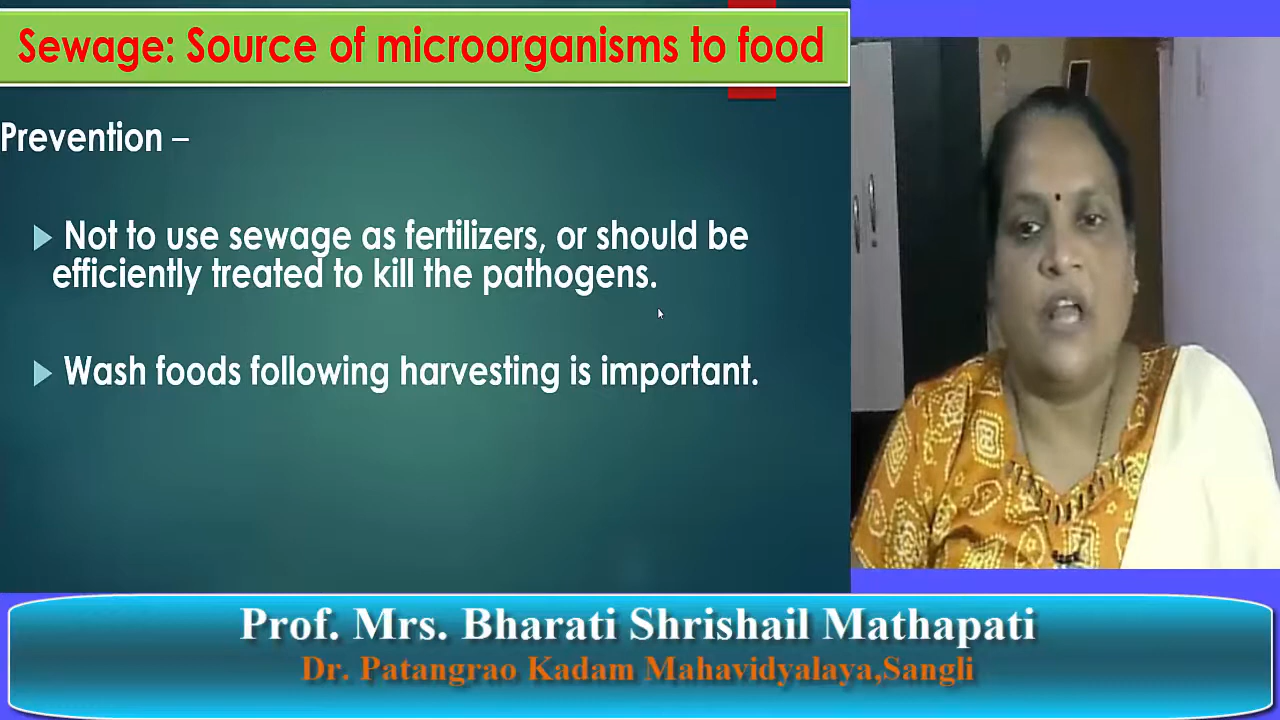 Sewage: Source of microorganisms to food
Prevention –
Not to use sewage as fertilizers, or should be
efficiently treated to kill the pathogens.
Wash foods following harvesting is important.
Prof. Mrs. Bharati Shrishail Mathapati
Dr. Patangrao Kadam Mahavidyalaya,Sangli